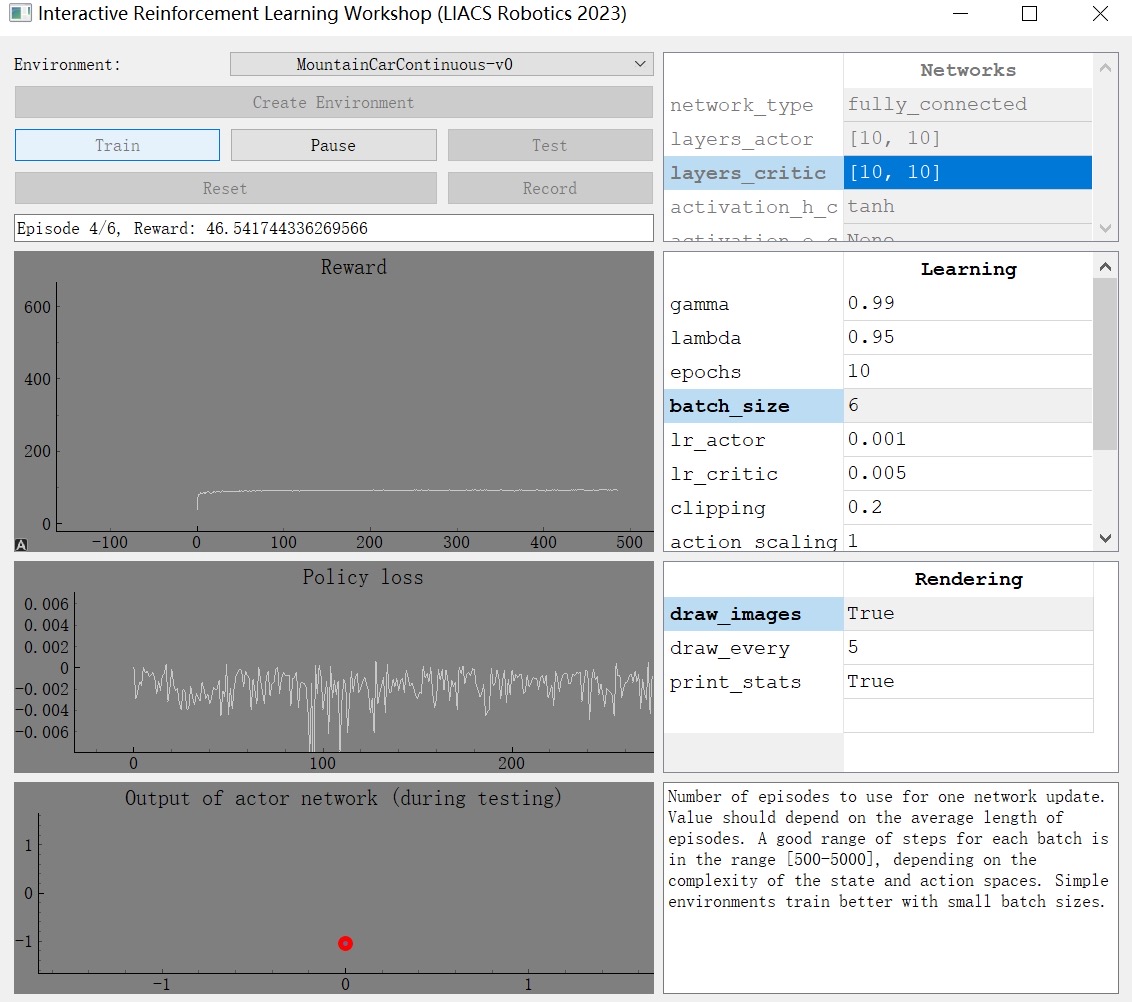 Interactive Reinforcement Learning Workshop (LIACS Robotics 2023)
Environment:
MountainCarContinuous-v0
Create Environment
Train
Pause
Test
Reset
Record
Episode 4/6, Reward: 46.541744336269566
Reward
600
400
200
0
-100
0
100
200
300
400
500
A
Policy loss
0.006
0.004
0.002
0
-0.002
-0.004
-0.006
0
100
200
Output of actor network (during testing)
1
0
-1
-1
0
1
Networks
network_type fully_connected
layers_actor [10, 10]
layers_critic [10, 10]
activation_h_c tanh
activation_o_c None
Learning
gamma 0.99
lambda 0.95
epochs 10
batch_size 6
lr_actor 0.001
lr_critic 0.005
clipping 0.2
action_scaling 1
Rendering
draw_images True
draw_every 5
print_stats True
Number of episodes to use for one network update.
Value should depend on the average length of
episodes. A good range of steps for each batch is
in the range [500-5000], depending on the
complexity of the state and action spaces. Simple
environments train better with small batch sizes.